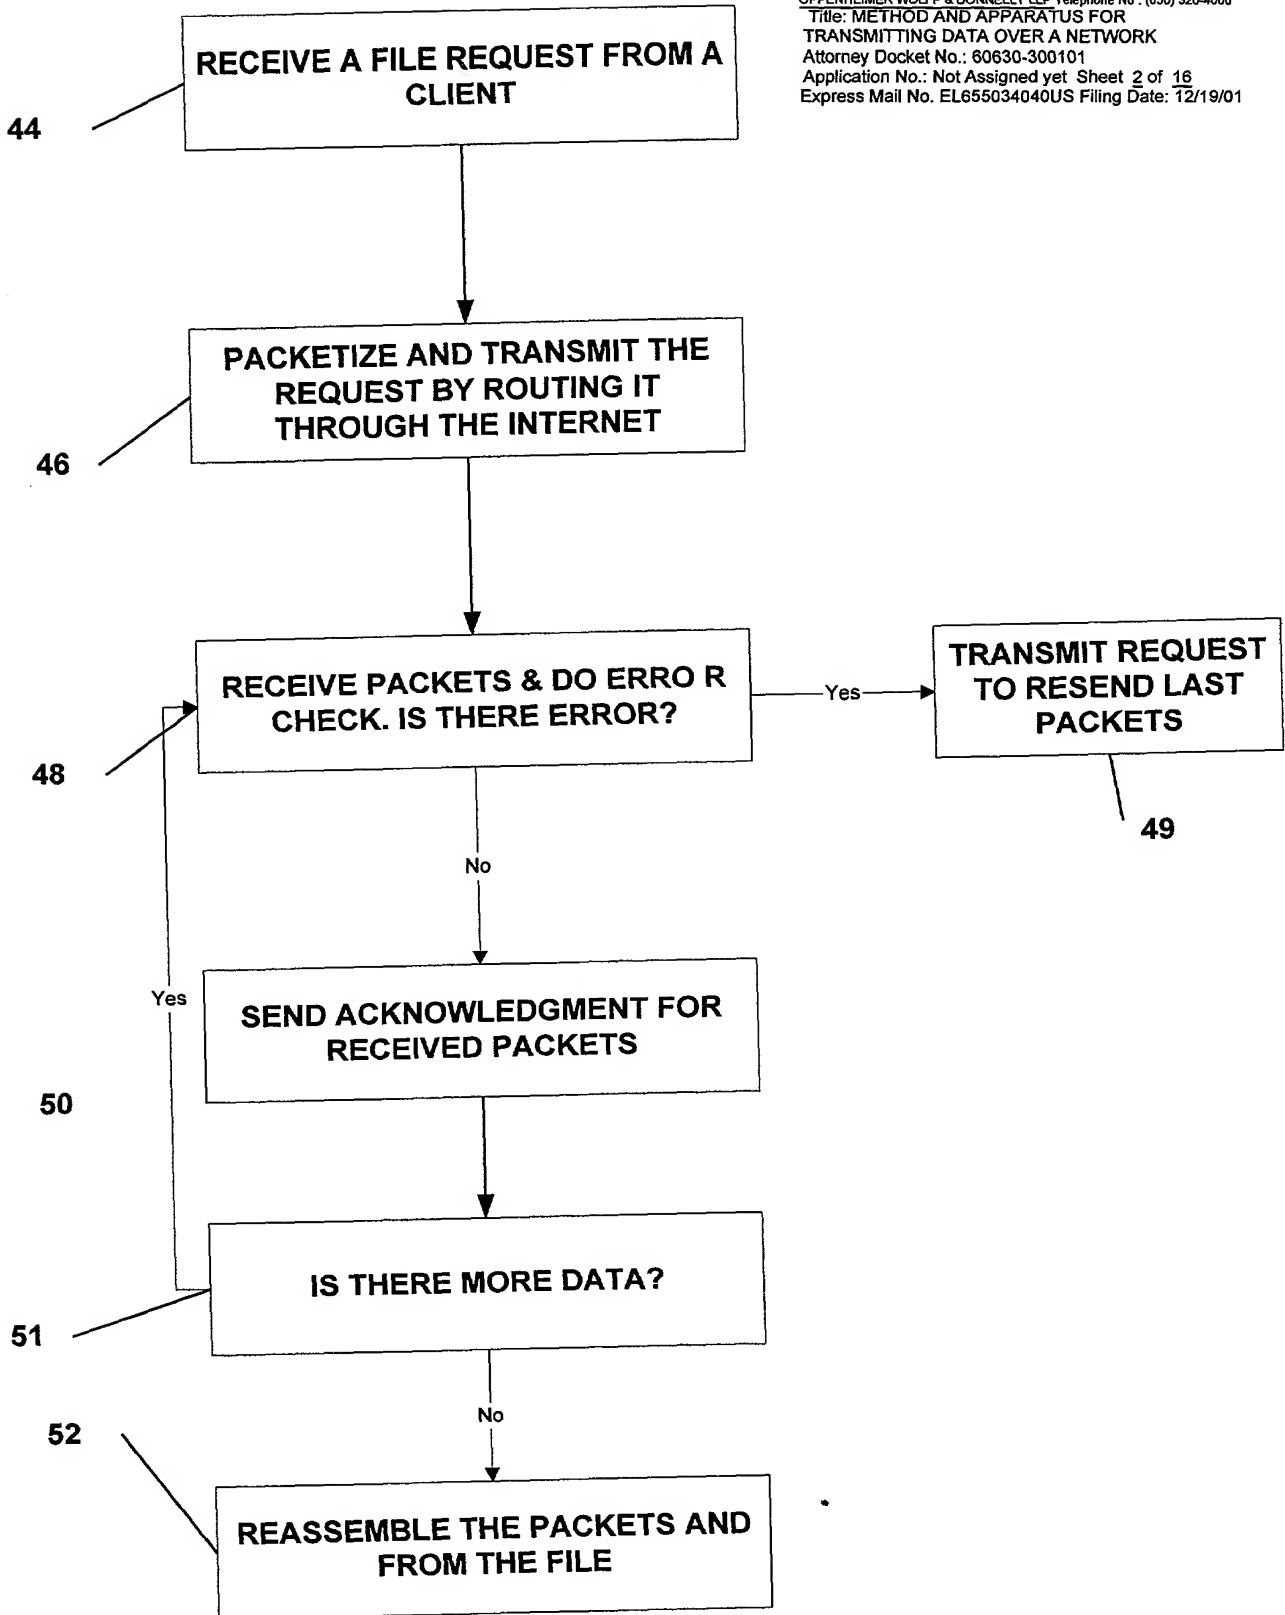 OPPENHEIMER WOLFF & DONNELLY LLP Telephone No.: (650) 320-4000
Title: METHOD AND APPARATUS FOR
TRANSMITTING DATA OVER A NETWORK
Attorney Docket No.: 60630-300101
Application No.: Not Assigned yet Sheet 2 of 16
Express Mail No. EL655034040US Filing Date: 12/19/01
RECEIVE A FILE REQUEST FROM A
CLIENT
44
PACKETIZE AND TRANSMIT THE
REQUEST BY ROUTING IT
THROUGH THE INTERNET
46
RECEIVE PACKETS & DO ERRO R
CHECK. IS THERE ERROR?
48
Yes
TRANSMIT REQUEST
TO RESEND LAST
PACKETS
49
No
Yes
SEND ACKNOWLEDGMENT FOR
RECEIVED PACKETS
50
IS THERE MORE DATA?
51
No
52
REASSEMBLE THE PACKETS AND
FROM THE FILE